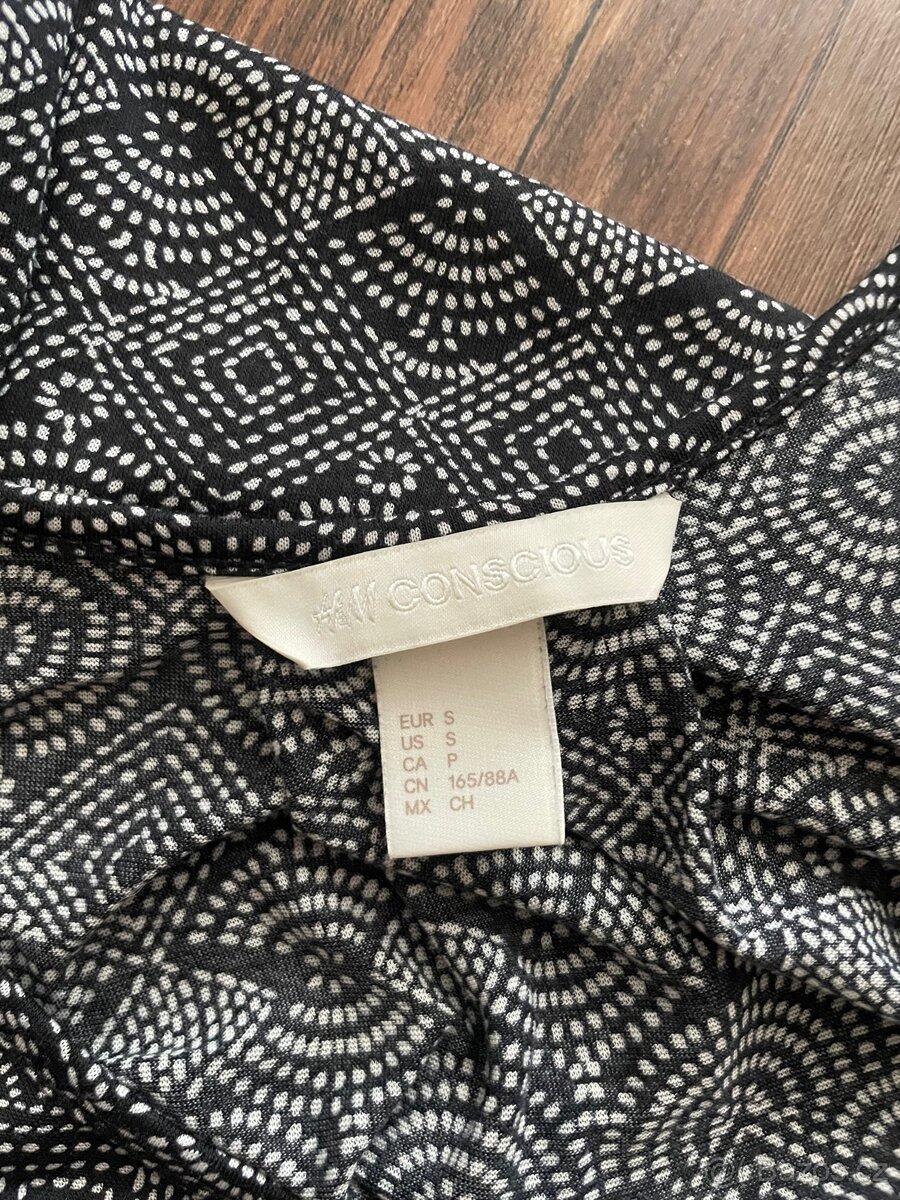 H&M CONSCIOUS
EUR S
US S
CA P
CN 165/88A
MX CH